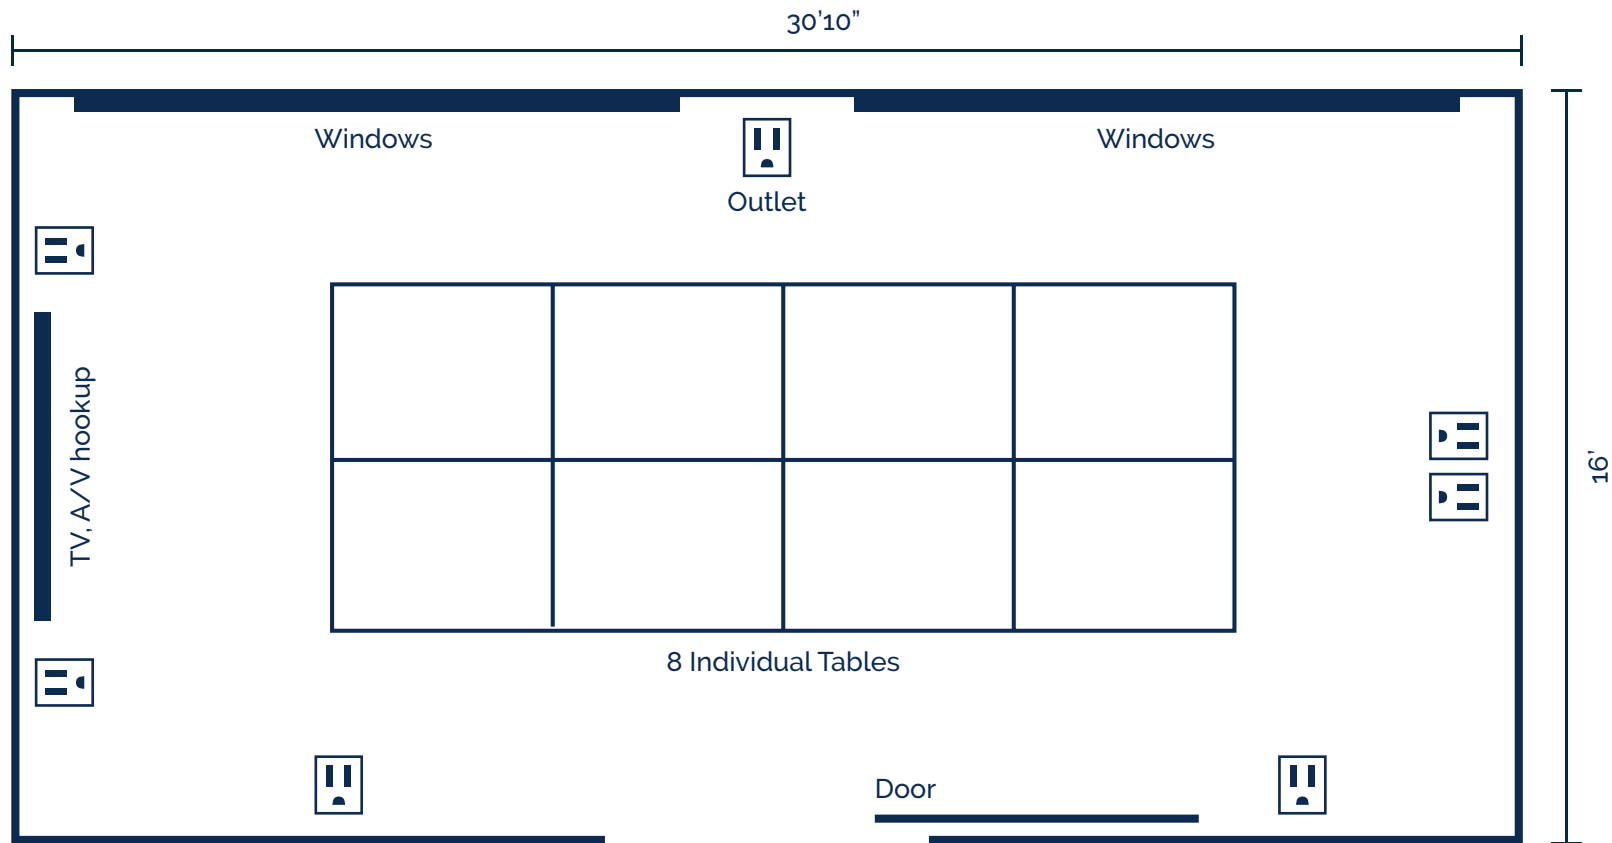 30’10”
Windows
Windows
Outlet
TV, A/V hookup
16’
8 Individual Tables
Door